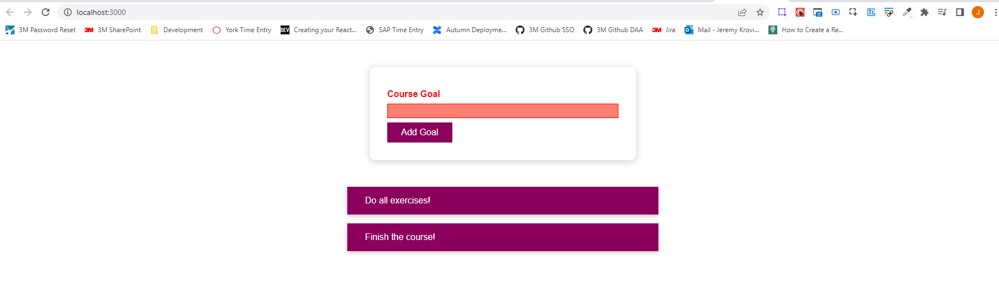 localhost:3000
J
3M Password Reset 3M 3M SharePoint Development York Time Entry DEV Creating your React... SAP Time Entry Autumn Deployme... 3M Github SSO 3M Github DAA 3M Jira Mail - Jeremy Krovi... How to Create a Re...
Course Goal
Add Goal
Do all exercises!
Finish the course!